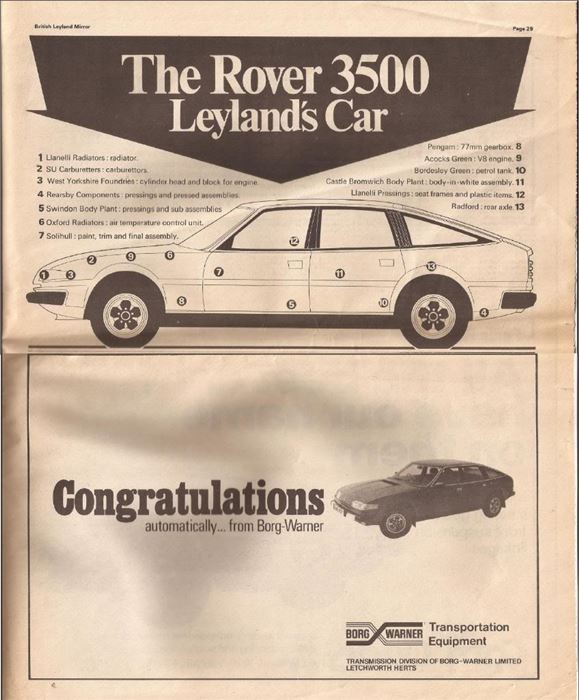 British Leyland Mirror
Page 29
The Rover 3500
Leyland's Car
1 Llanelli Radiators : radiator.
2 SU Carburetters : carburettors.
3 West Yorkshire Foundries : cylinder head and block for engine.
4 Rearsby Components : pressings and pressed assemblies.
5 Swindon Body Plant : pressings and sub assemblies
6 Oxford Radiators : air temperature control unit.
7 Solihull : paint, trim and final assembly.
Pengam : 77mm gearbox. 8
Acocks Green : V8 engine. 9
Bordesley Green : petrol tank. 10
Castle Bromwich Body Plant : body-in-white assembly. 11
Llanelli Pressings : seat frames and plastic items. 12
Radford : rear axle. 13
1
3
2
9
6
7
8
12
11
5
10
13
4
Congratulations
automatically... from Borg-Warner
BORG WARNER
Transportation
Equipment
TRANSMISSION DIVISION OF BORG-WARNER LIMITED
LETCHWORTH HERTS